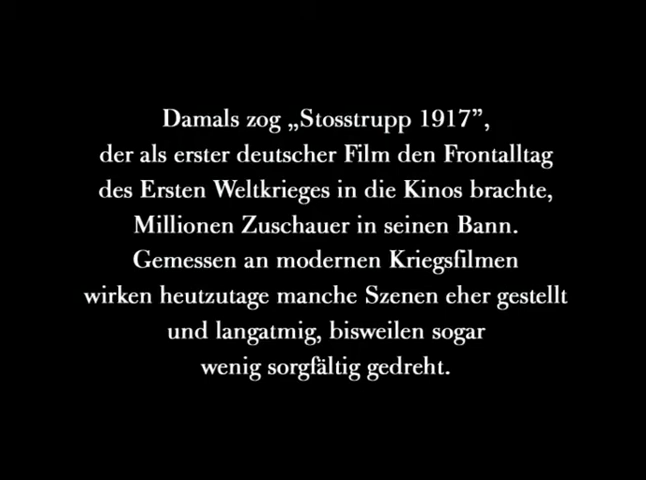 Damals zog „Stosstrupp 1917”,
der als erster deutscher Film den Frontalltag
des Ersten Weltkrieges in die Kinos brachte,
Millionen Zuschauer in seinen Bann.
Gemessen an modernen Kriegsfilmen
wirken heutzutage manche Szenen eher gestellt
und langatmig, bisweilen sogar
wenig sorgfältig gedreht.